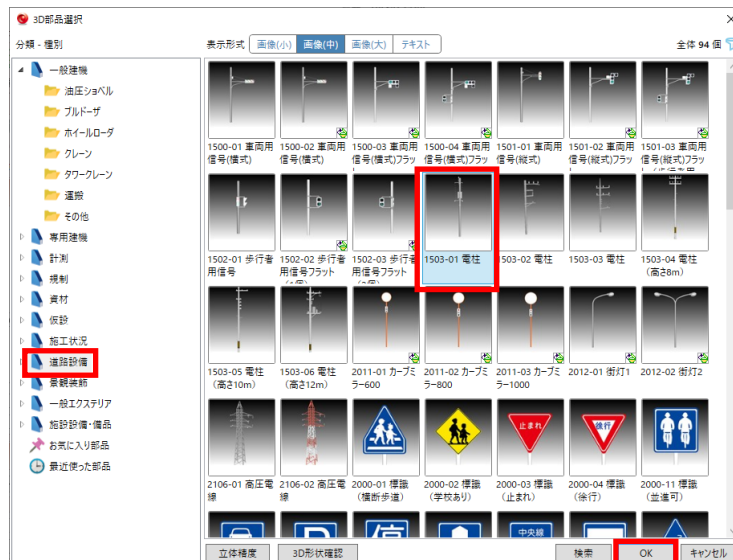 3D部品選択
分類 - 種別
表示形式
画像(小)
画像(中)
画像(大)
テキスト
全体 94 個
一般建機
油圧ショベル
ブルドーザ
ホイールローダ
クレーン
タワークレーン
運搬
その他
専用建機
計測
規制
資材
仮設
施工状況
道路設備
景観装飾
一般エクステリア
施設設備・備品
お気に入り部品
最近使った部品
1500-01 車両用
信号(横式)
1500-02 車両用
信号(横式)
1500-03 車両用
信号(横式)フラッ
1500-04 車両用
信号(横式)フラッ
1501-01 車両用
信号(縦式)
1501-02 車両用
信号(縦式)フラッ
1501-03 車両用
信号(縦式)フラッ
1502-01 歩行者
用信号
1502-02 歩行者
用信号フラット
1502-03 歩行者
用信号フラット
1503-01 電柱
1503-02 電柱
1503-03 電柱
1503-04 電柱
(高さ8m)
1503-05 電柱
(高さ10m)
1503-06 電柱
(高さ12m)
2011-01 カーブミ
ラー600
2011-02 カーブミ
ラー800
2011-03 カーブミ
ラー1000
2012-01 街灯1
2012-02 街灯2
止まれ
徐行
2106-01 高圧電
線
2106-02 高圧電
線
2000-01 標識
(横断歩道)
2000-02 標識
(学校あり)
2000-03 標識
(止まれ)
2000-04 標識
(徐行)
2000-11 標識
(並進可)
中央線
立体精度
3D形状確認
検索
OK
キャンセル